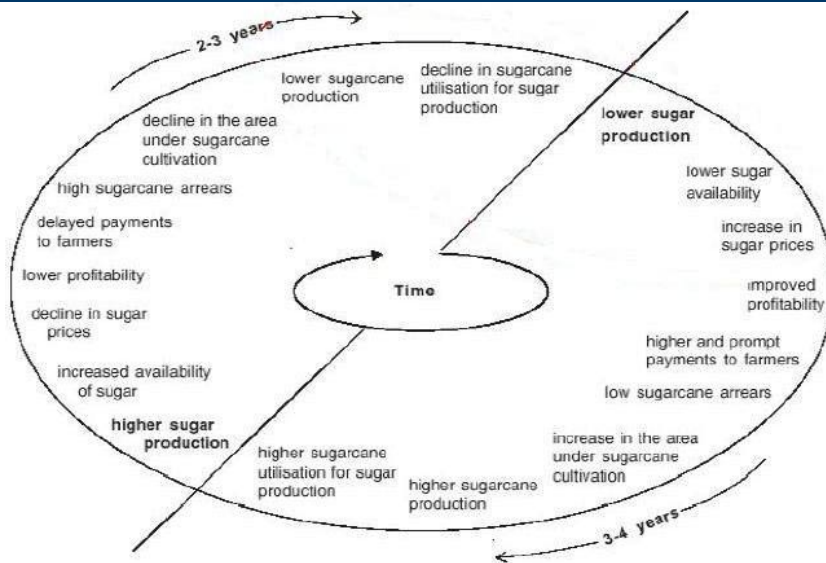 2-3 years
lower sugarcane
production
decline in sugarcane
utilisation for sugar
production
lower sugar
production
lower sugar
availability
increase in
sugar prices
improved
profitability
higher and prompt
payments to farmers
low sugarcane arrears
increase in the area
under sugarcane
cultivation
3-4 years
higher sugarcane
production
higher sugarcane
utilisation for sugar
production
higher sugar
production
increased availability
of sugar
decline in sugar
prices
lower profitability
delayed payments
to farmers
high sugarcane arrears
decline in the area
under sugarcane
cultivation
Time